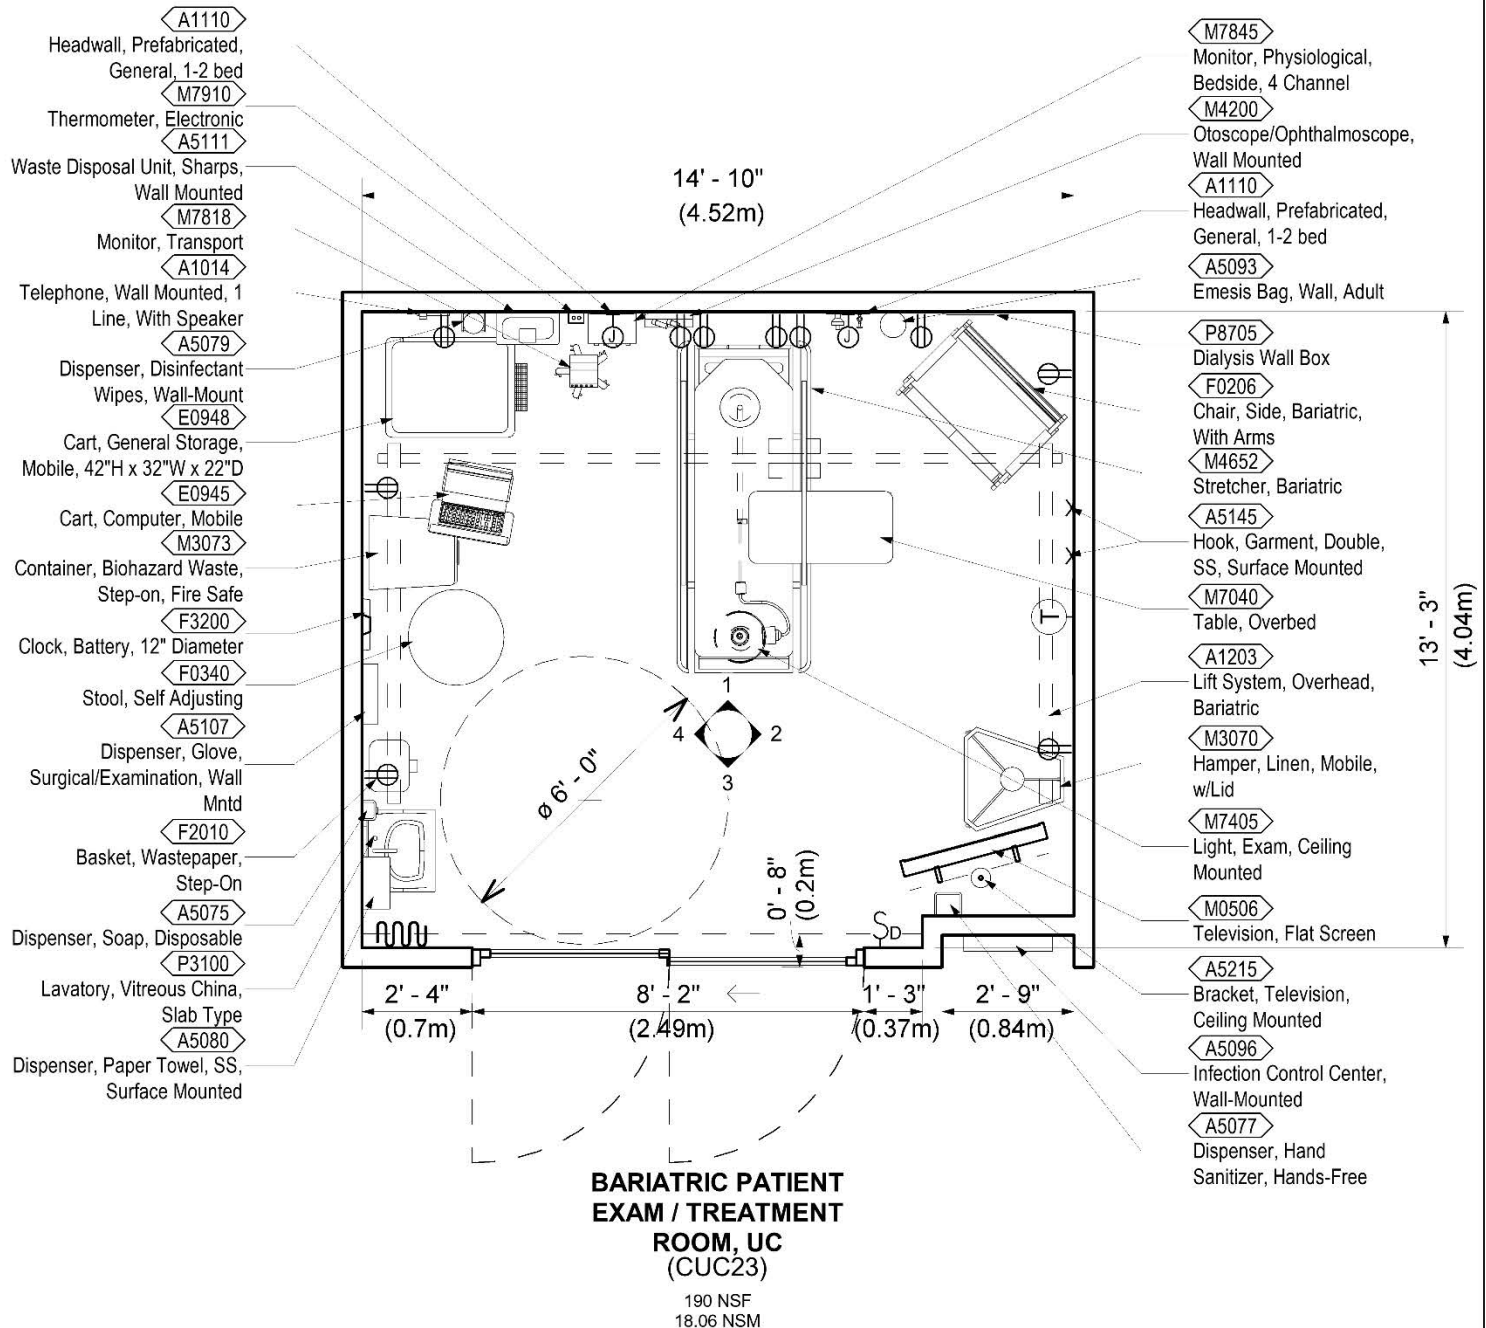 A1110
Headwall, Prefabricated,
General, 1-2 bed
M7910
Thermometer, Electronic
A5111
Waste Disposal Unit, Sharps,
Wall Mounted
M7818
Monitor, Transport
A1014
Telephone, Wall Mounted, 1
Line, With Speaker
A5079
Dispenser, Disinfectant
Wipes, Wall-Mount
E0948
Cart, General Storage,
Mobile, 42"H x 32"W x 22"D
E0945
Cart, Computer, Mobile
M3073
Container, Biohazard Waste,
Step-on, Fire Safe
F3200
Clock, Battery, 12" Diameter
F0340
Stool, Self Adjusting
A5107
Dispenser, Glove,
Surgical/Examination, Wall
Mntd
F2010
Basket, Wastepaper,
Step-On
A5075
Dispenser, Soap, Disposable
P3100
Lavatory, Vitreous China,
Slab Type
A5080
Dispenser, Paper Towel, SS,
Surface Mounted
14' - 10"
(4.52m)
J
J
T
1
4 2
3
ø 6' - 0"
0' - 8"
(0.2m)
SD
2' - 4"
(0.7m)
8' - 2"
(2.49m)
1' - 3"
(0.37m)
2' - 9"
(0.84m)
13' - 3"
(4.04m)
M7845
Monitor, Physiological,
Bedside, 4 Channel
M4200
Otoscope/Ophthalmoscope,
Wall Mounted
A1110
Headwall, Prefabricated,
General, 1-2 bed
A5093
Emesis Bag, Wall, Adult
P8705
Dialysis Wall Box
F0206
Chair, Side, Bariatric,
With Arms
M4652
Stretcher, Bariatric
A5145
Hook, Garment, Double,
SS, Surface Mounted
M7040
Table, Overbed
A1203
Lift System, Overhead,
Bariatric
M3070
Hamper, Linen, Mobile,
w/Lid
M7405
Light, Exam, Ceiling
Mounted
M0506
Television, Flat Screen
A5215
Bracket, Television,
Ceiling Mounted
A5096
Infection Control Center,
Wall-Mounted
A5077
Dispenser, Hand
Sanitizer, Hands-Free
BARIATRIC PATIENT
EXAM / TREATMENT
ROOM, UC
(CUC23)
190 NSF
18.06 NSM